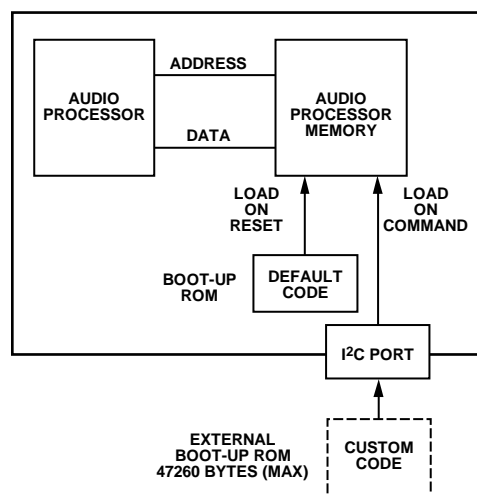 ADDRESS
AUDIO
PROCESSOR
AUDIO
PROCESSOR
MEMORY
DATA
LOAD
ON
RESET
LOAD
ON
COMMAND
BOOT-UP
ROM
DEFAULT
CODE
I²C PORT
EXTERNAL
BOOT-UP ROM
47260 BYTES (MAX)
CUSTOM
CODE